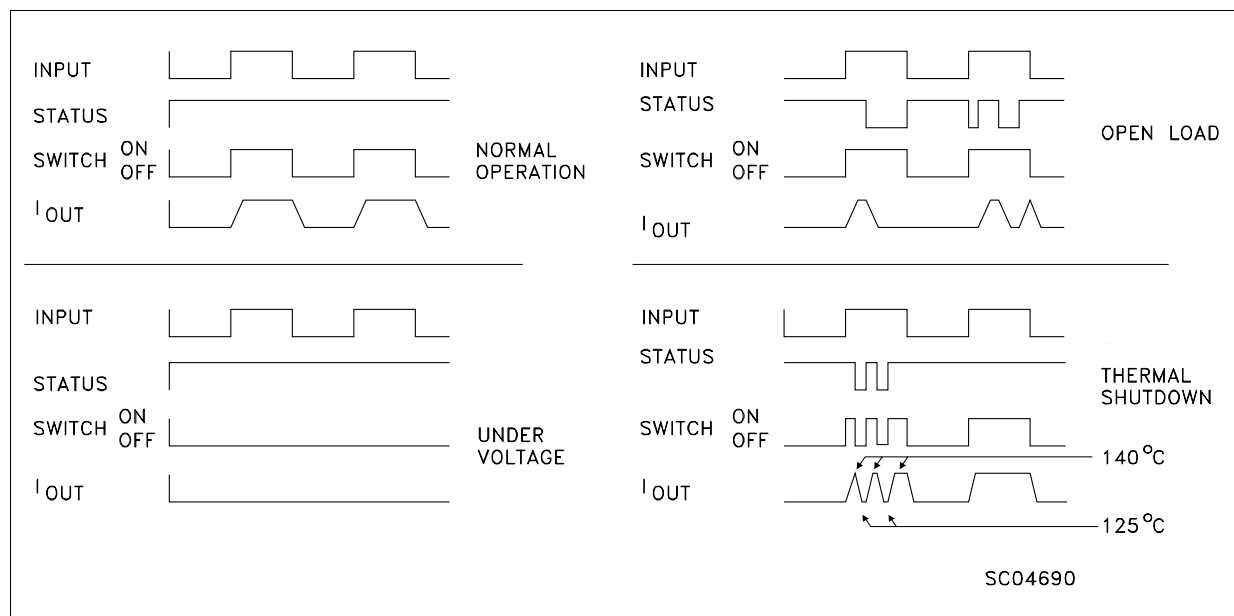 INPUT
STATUS
SWITCH ON
OFF
I OUT
NORMAL
OPERATION
INPUT
STATUS
SWITCH ON
OFF
I OUT
OPEN LOAD
INPUT
STATUS
SWITCH ON
OFF
I OUT
UNDER
VOLTAGE
INPUT
STATUS
SWITCH ON
OFF
I OUT
THERMAL
SHUTDOWN
140 °C
125 °C
SC04690